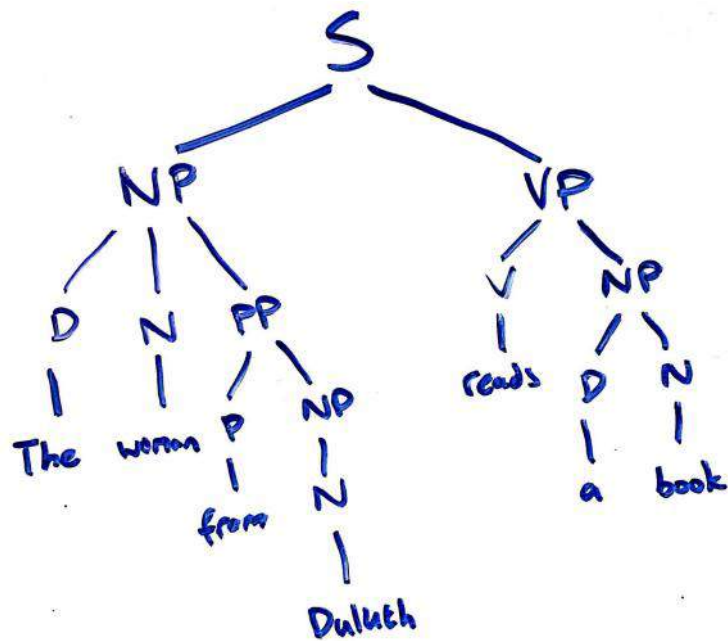 S
NP VP
D N PP V NP
The woman P NP reads D N
from N a book
Duluth